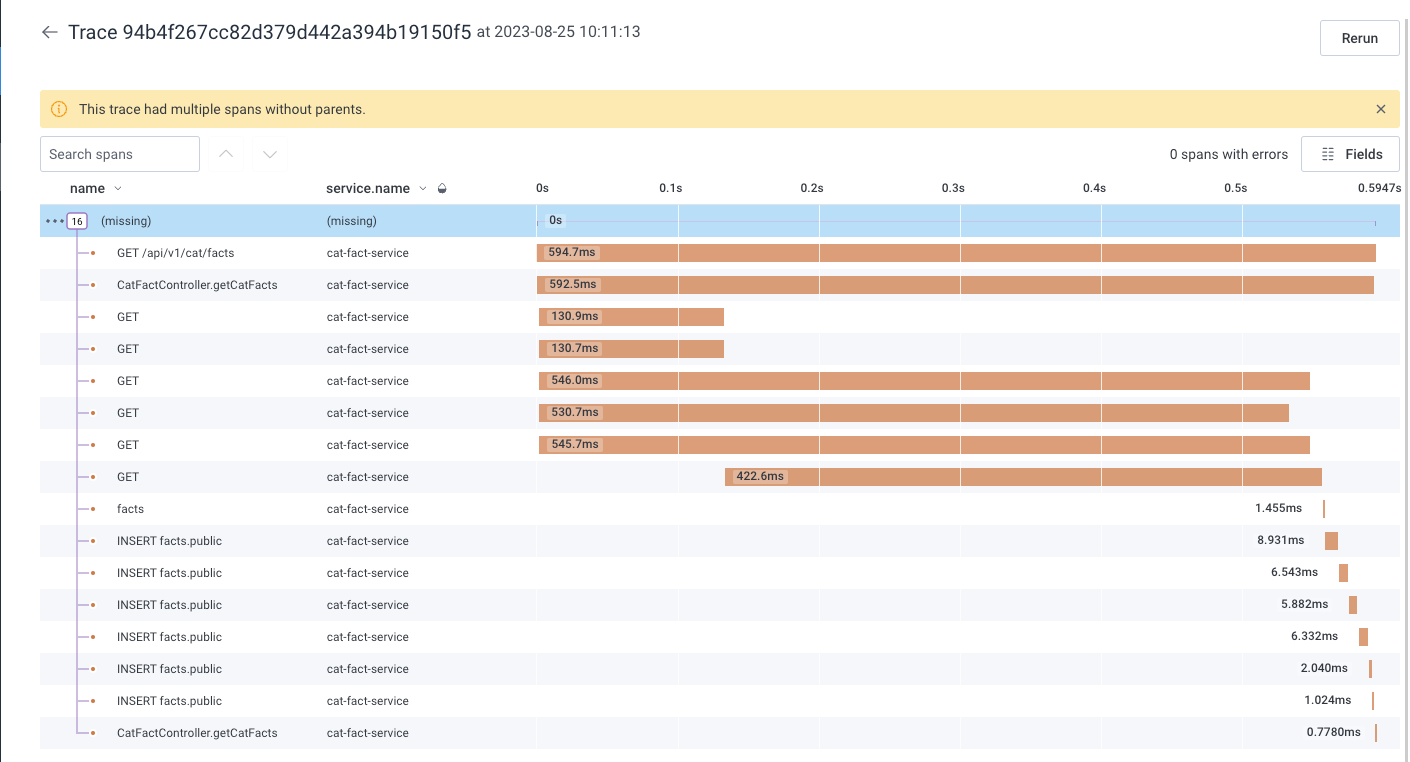 Trace 94b4f267cc82d379d442a394b19150f5 at 2023-08-25 10:11:13
Rerun
This trace had multiple spans without parents.
Search spans
0 spans with errors
Fields
name service.name 0s 0.1s 0.2s 0.3s 0.4s 0.5s 0.5947s
16 (missing) (missing) 0s
GET /api/v1/cat/facts cat-fact-service 594.7ms
CatFactController.getCatFacts cat-fact-service 592.5ms
GET cat-fact-service 130.9ms
GET cat-fact-service 130.7ms
GET cat-fact-service 546.0ms
GET cat-fact-service 530.7ms
GET cat-fact-service 545.7ms
GET cat-fact-service 422.6ms
facts cat-fact-service 1.455ms
INSERT facts.public cat-fact-service 8.931ms
INSERT facts.public cat-fact-service 6.543ms
INSERT facts.public cat-fact-service 5.882ms
INSERT facts.public cat-fact-service 6.332ms
INSERT facts.public cat-fact-service 2.040ms
INSERT facts.public cat-fact-service 1.024ms
CatFactController.getCatFacts cat-fact-service 0.7780ms